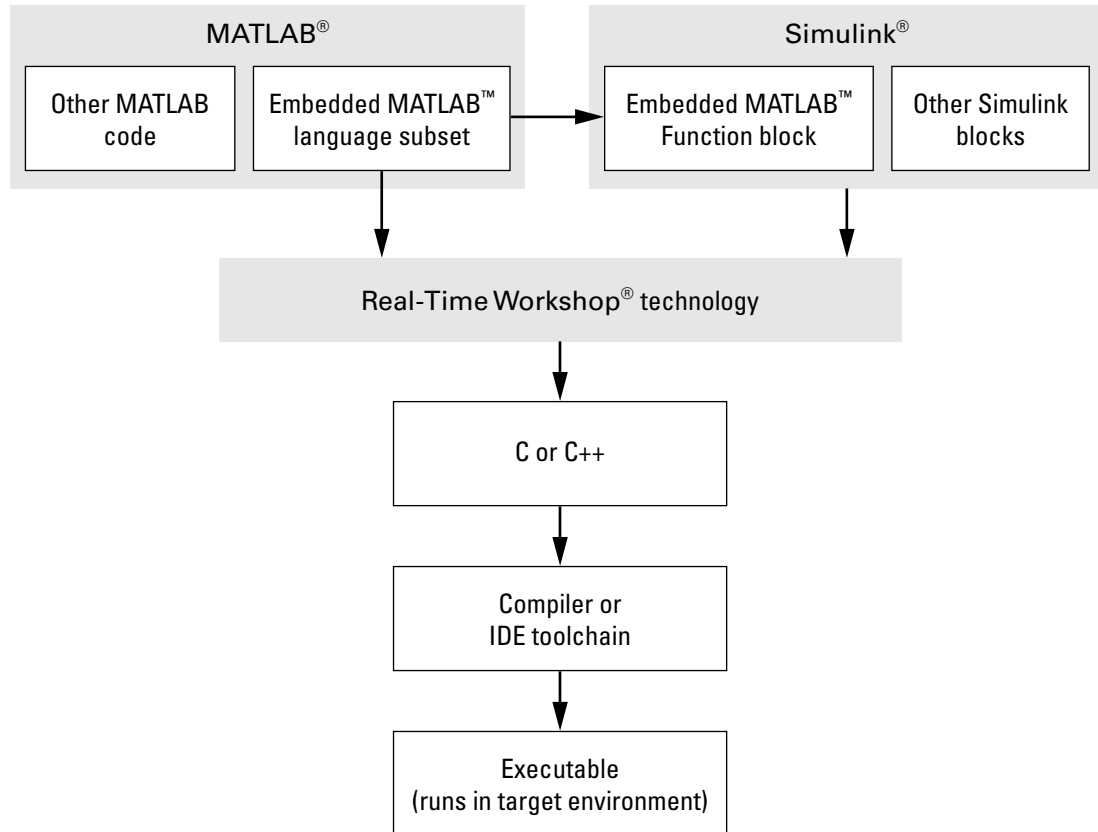 MATLAB®
Other MATLAB
code
Embedded MATLAB™
language subset
Simulink®
Embedded MATLAB™
Function block
Other Simulink
blocks
Real-Time Workshop® technology
C or C++
Compiler or
IDE toolchain
Executable
(runs in target environment)